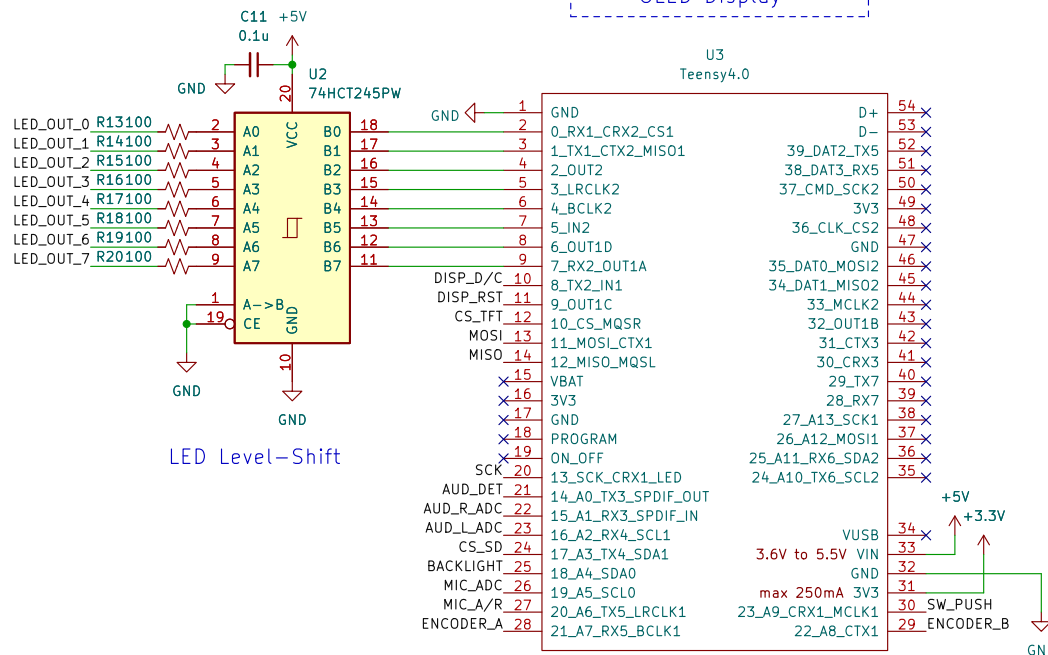 OLED Display
C11 +5V
0.1u
GND
U2
74HCT245PW
20
VCC
LED_OUT_0 R13100 2 A0 B0 18
LED_OUT_1 R14100 3 A1 B1 17
LED_OUT_2 R15100 4 A2 B2 16
LED_OUT_3 R16100 5 A3 B3 15
LED_OUT_4 R17100 6 A4 B4 14
LED_OUT_5 R18100 7 A5 B5 13
LED_OUT_6 R19100 8 A6 B6 12
LED_OUT_7 R20100 9 A7 B7 11
1 A->B
19 CE
GND
10
GND
GND
LED Level-Shift
U3
Teensy4.0
GND 1 GND
2 0_RX1_CRX2_CS1
3 1_TX1_CTX2_MISO1
4 2_OUT2
5 3_LRCLK2
6 4_BCLK2
7 5_IN2
8 6_OUT1D
9 7_RX2_OUT1A
DISP_D/C 10 8_TX2_IN1
DISP_RST 11 9_OUT1C
CS_TFT 12 10_CS_MQSR
MOSI 13 11_MOSI_CTX1
MISO 14 12_MISO_MQSL
15 VBAT
16 3V3
17 GND
18 PROGRAM
19 ON_OFF
SCK 20 13_SCK_CRX1_LED
AUD_DET 21 14_A0_TX3_SPDIF_OUT
AUD_R_ADC 22 15_A1_RX3_SPDIF_IN
AUD_L_ADC 23 16_A2_RX4_SCL1
CS_SD 24 17_A3_TX4_SDA1
BACKLIGHT 25 18_A4_SDA0
MIC_ADC 26 19_A5_SCL0
MIC_A/R 27 20_A6_TX5_LRCLK1
ENCODER_A 28 21_A7_RX5_BCLK1
D+ 54
D- 53
39_DAT2_TX5 52
38_DAT3_RX5 51
37_CMD_SCK2 50
3V3 49
36_CLK_CS2 48
GND 47
35_DAT0_MOSI2 46
34_DAT1_MISO2 45
33_MCLK2 44
32_OUT1B 43
31_CTX3 42
30_CRX3 41
29_TX7 40
28_RX7 39
27_A13_SCK1 38
26_A12_MOSI1 37
25_A11_RX6_SDA2 36
24_A10_TX6_SCL2 35
+5V
+3.3V
VUSB 34
3.6V to 5.5V VIN 33
GND 32
max 250mA 3V3 31
23_A9_CRX1_MCLK1 30 SW_PUSH
22_A8_CTX1 29 ENCODER_B
GN